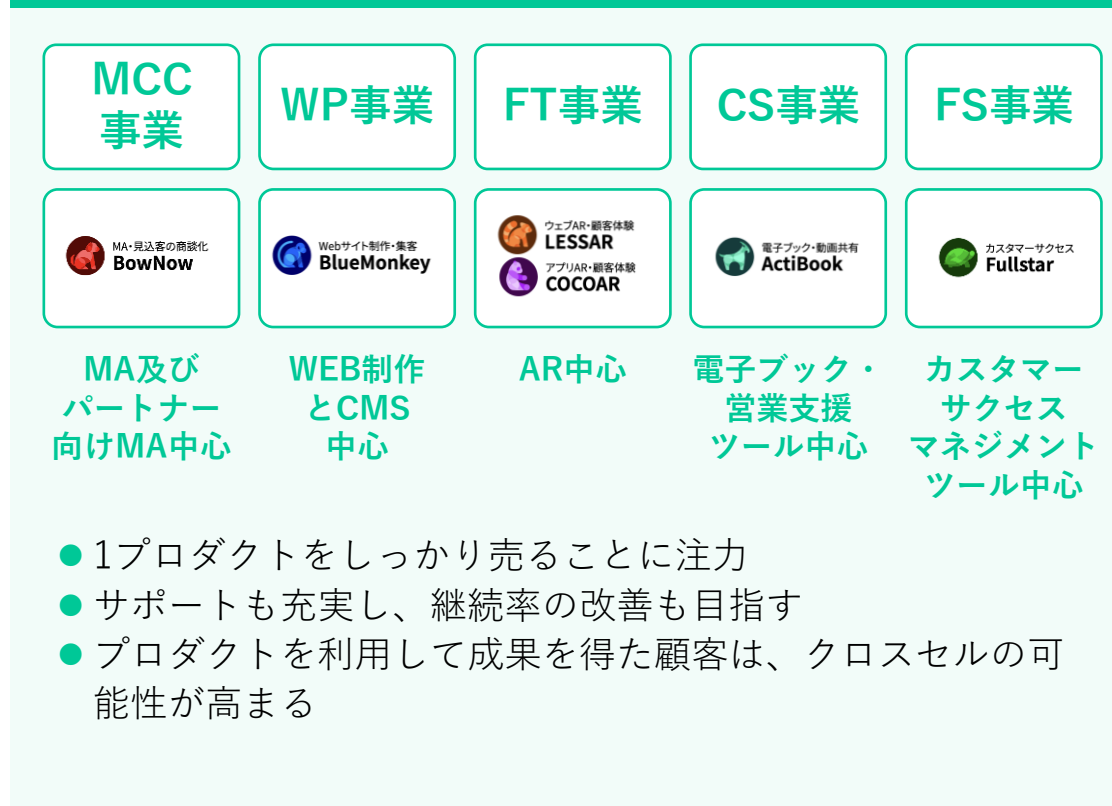 MCC
事業
WP事業
FT事業
CS事業
FS事業
MA・見込客の商談化
BowNow
Webサイト制作・集客
BlueMonkey
ウェブAR・顧客体験
LESSAR
アプリAR・顧客体験
COCOAR
電子ブック・動画共有
ActiBook
カスタマーサクセス
Fullstar
MA及び
パートナー
向けMA中心
WEB制作
とCMS
中心
AR中心
電子ブック・
営業支援
ツール中心
カスタマー
サクセス
マネジメント
ツール中心
● 1プロダクトをしっかり売ることに注力
● サポートも充実し、継続率の改善も目指す
● プロダクトを利用して成果を得た顧客は、クロスセルの可
能性が高まる